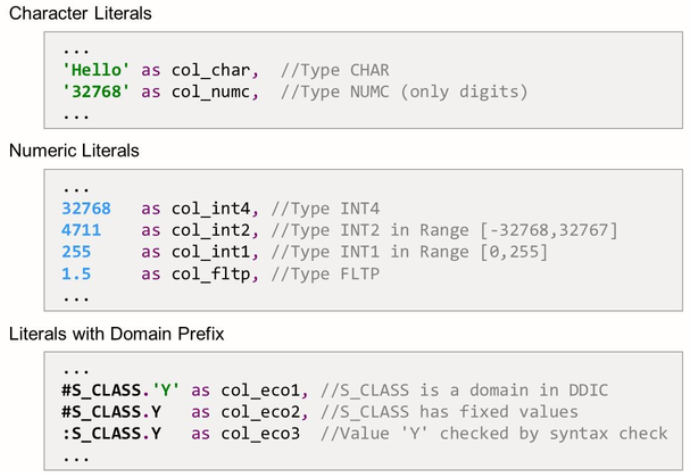 Character Literals
...
'Hello' as col_char, //Type CHAR
'32768' as col_numc, //Type NUMC (only digits)
...
Numeric Literals
...
32768 as col_int4, //Type INT4
4711 as col_int2, //Type INT2 in Range [-32768,32767]
255 as col_int1, //Type INT1 in Range [0,255]
1.5 as col_fltp, //Type FLTP
...
Literals with Domain Prefix
...
#S_CLASS.'Y' as col_eco1, //S_CLASS is a domain in DDIC
#S_CLASS.Y as col_eco2, //S_CLASS has fixed values
:S_CLASS.Y as col_eco3 //Value 'Y' checked by syntax check
...